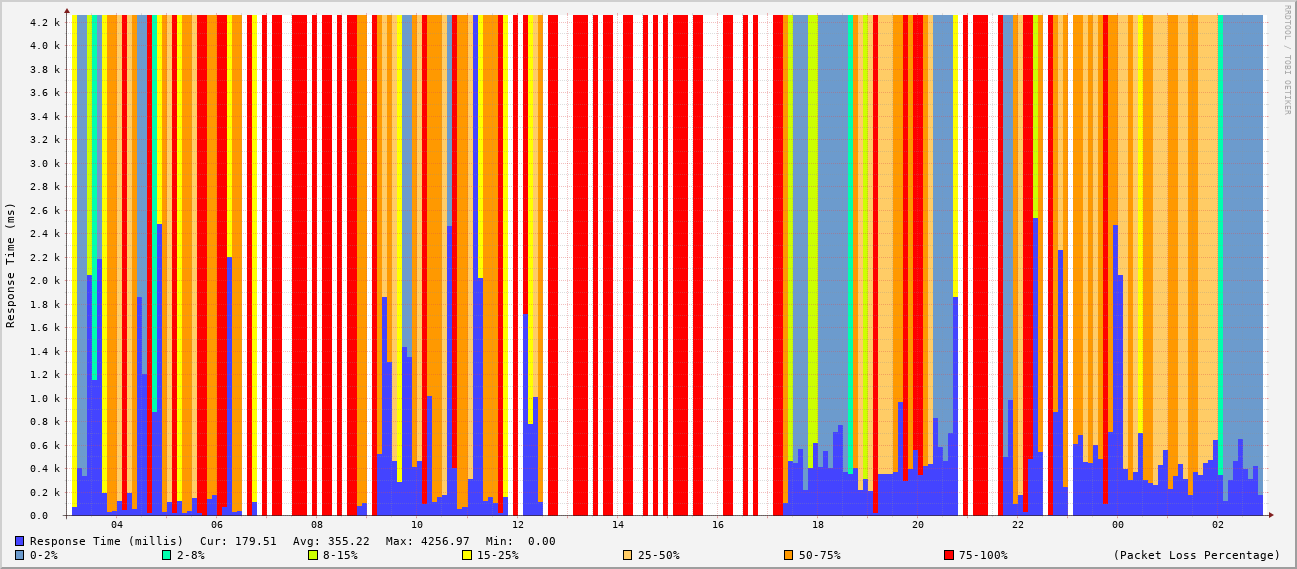 4.2 k
4.0 k
3.8 k
3.6 k
3.4 k
3.2 k
3.0 k
2.8 k
2.6 k
2.4 k
2.2 k
2.0 k
1.8 k
1.6 k
1.4 k
1.2 k
1.0 k
0.8 k
0.6 k
0.4 k
0.2 k
0.0
Response Time (ms)
RRDTOOL / TOBI OETIKER
04 06 08 10 12 14 16 18 20 22 00 02
Response Time (millis) Cur: 179.51 Avg: 355.22 Max: 4256.97 Min: 0.00
0-2% 2-8% 8-15% 15-25% 25-50% 50-75% 75-100% (Packet Loss Percentage)